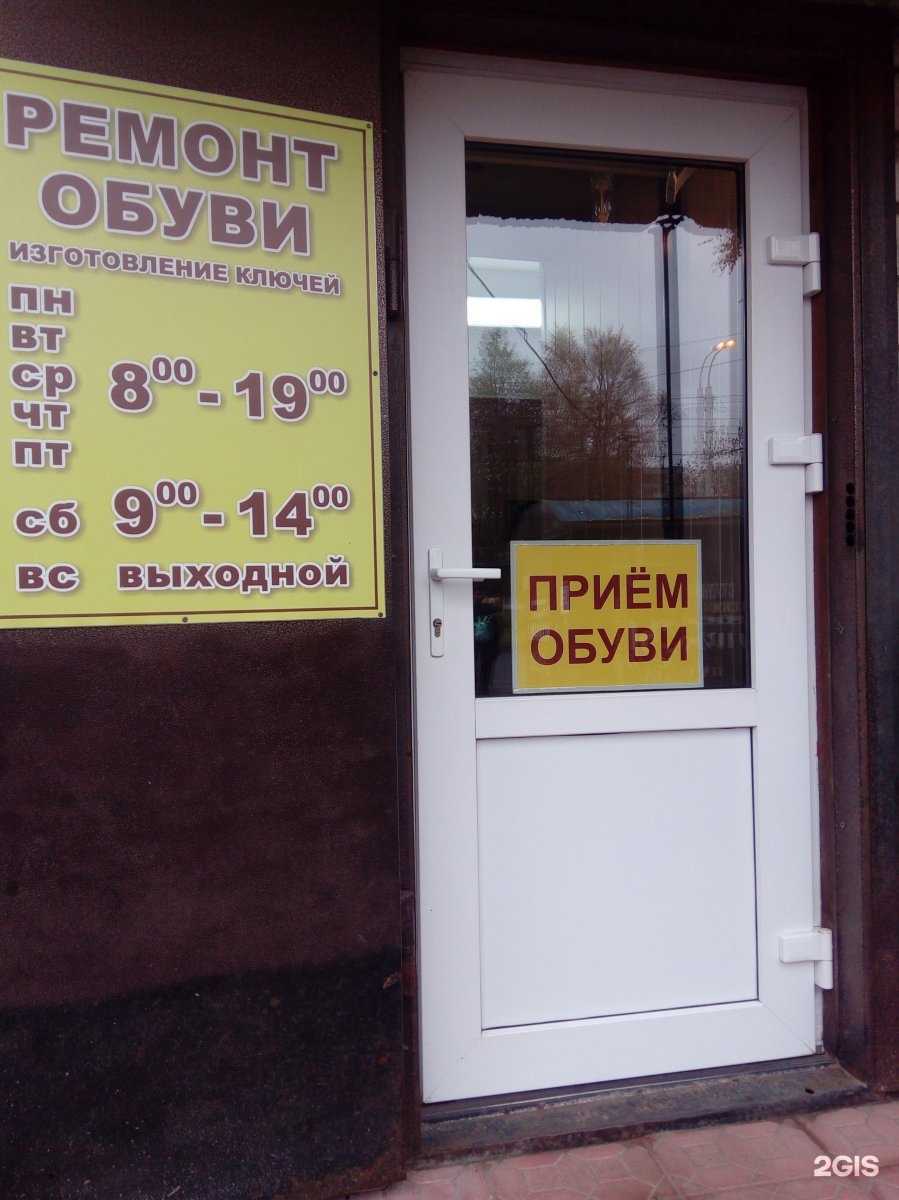 РЕМОНТ
ОБУВИ
ИЗГОТОВЛЕНИЕ КЛЮЧЕЙ
пн
вт
ср 8⁰⁰ - 19⁰⁰
чт
пт
сб 9⁰⁰ - 14⁰⁰
вс выходной
ПРИЁМ
ОБУВИ
2GIS